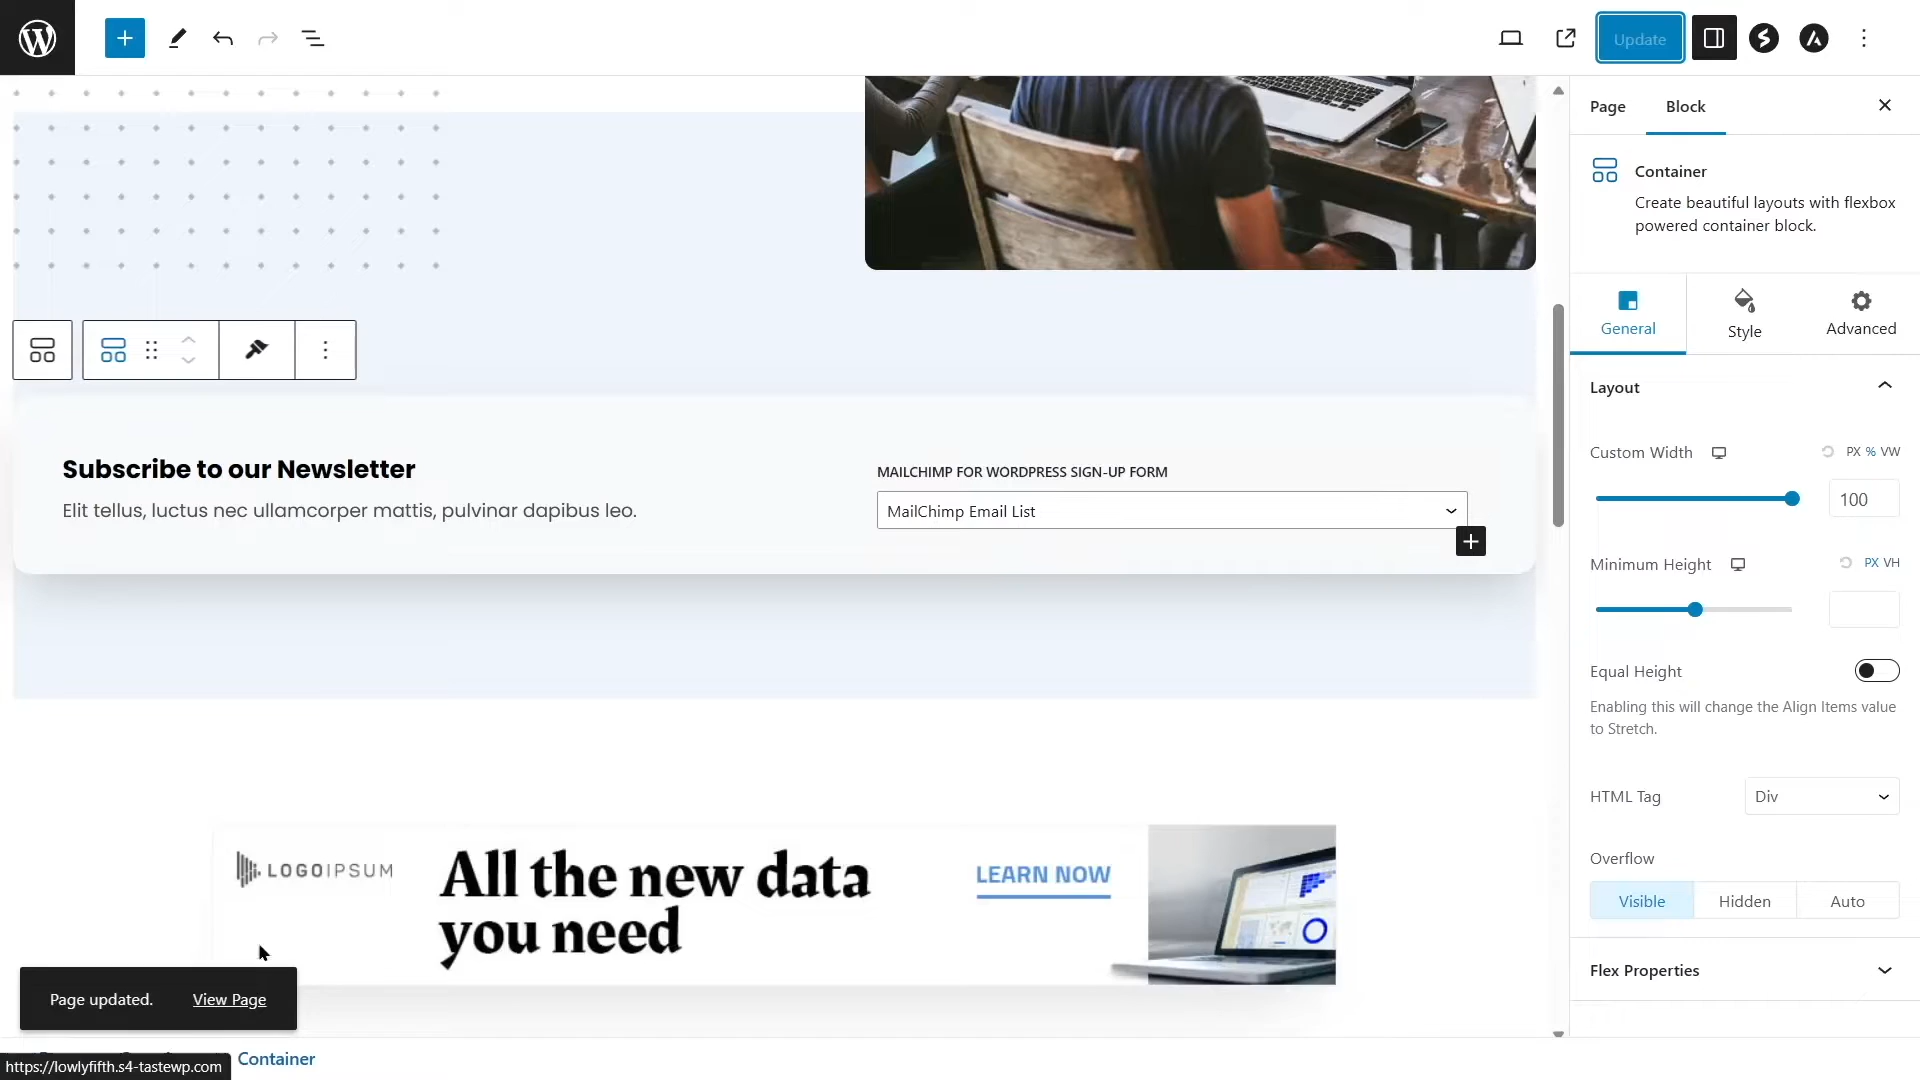 Update
Page
Block
Container
Create beautiful layouts with flexbox
powered container block.
General
Style
Advanced
Layout
Custom Width
PX % VW
100
Minimum Height
PX VH
Equal Height
Enabling this will change the Align Items value
to Stretch.
HTML Tag
Div
Overflow
Visible
Hidden
Auto
Flex Properties
Subscribe to our Newsletter
Elit tellus, luctus nec ullamcorper mattis, pulvinar dapibus leo.
MAILCHIMP FOR WORDPRESS SIGN-UP FORM
MailChimp Email List
LOGOIPSUM
All the new data
you need
LEARN NOW
Page updated.
View Page
https://lowlyfifth.s4-tastewp.com
Container